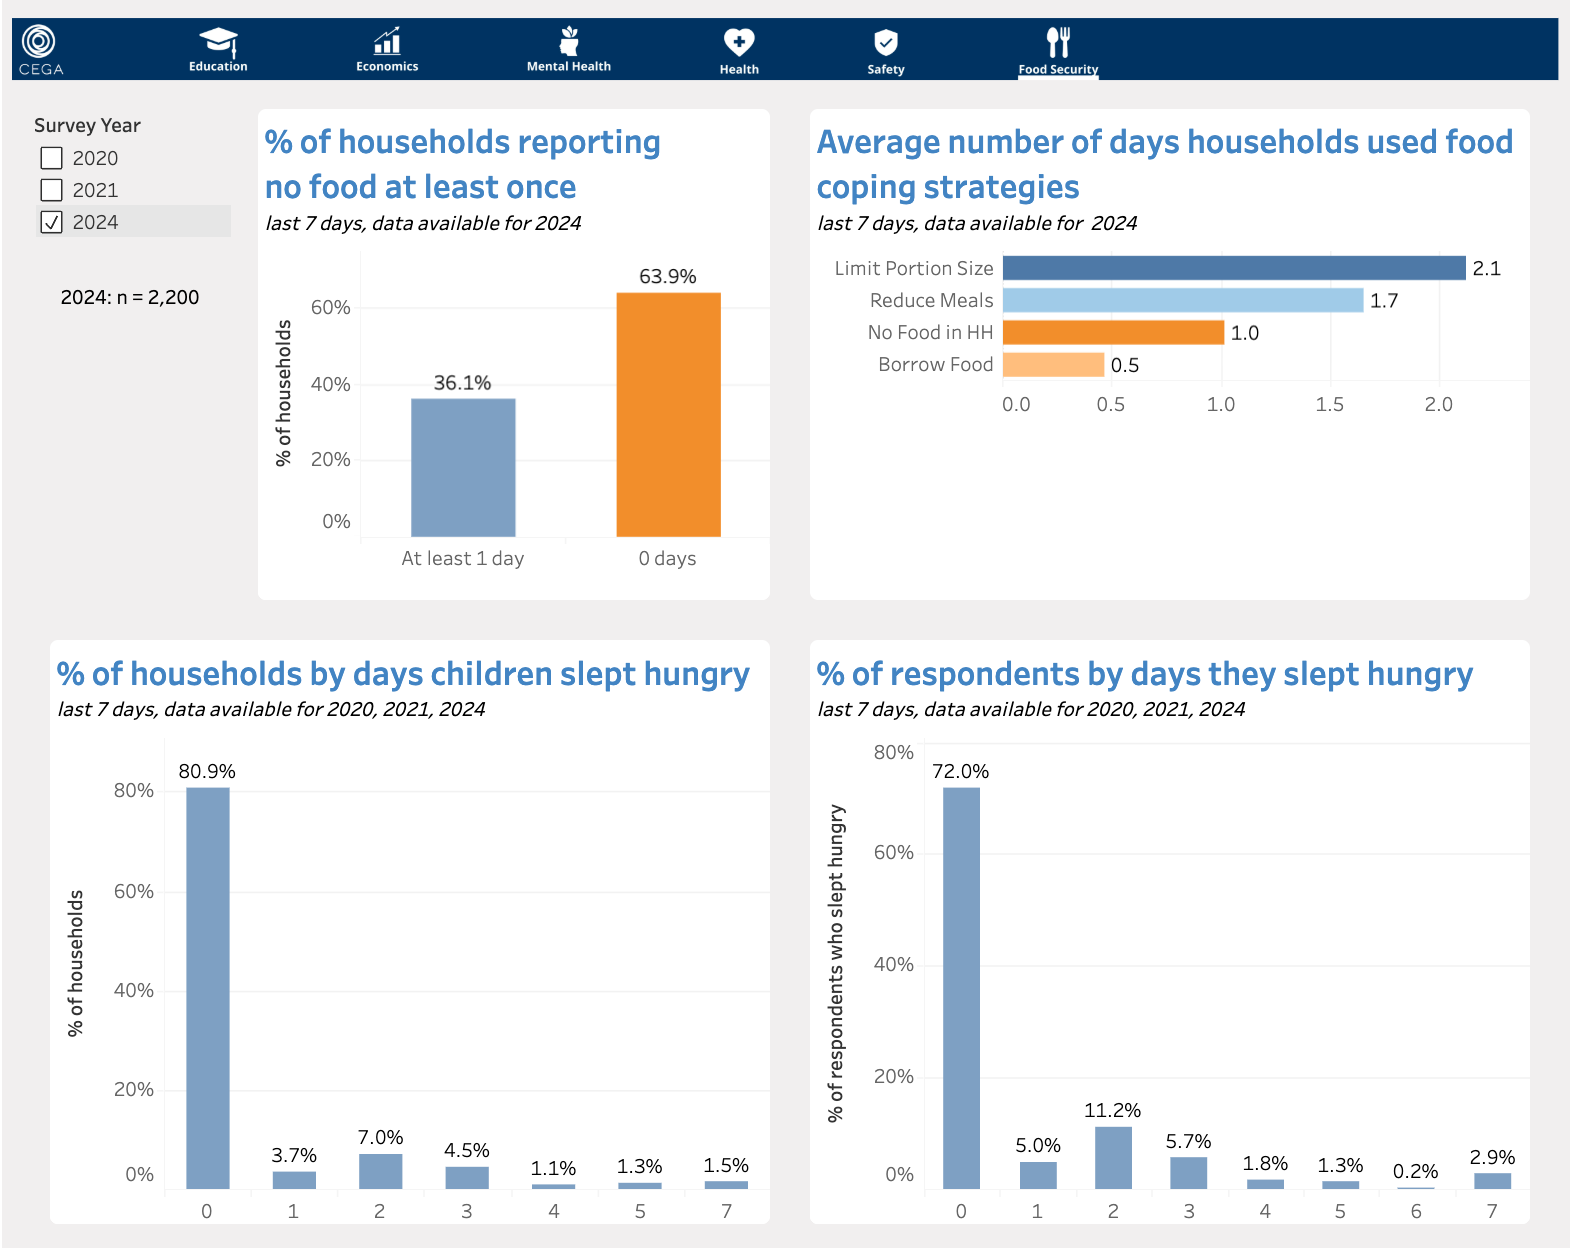 CEGA
Education
Economics
Mental Health
Health
Safety
Food Security
Survey Year
2020
2021
2024
2024: n = 2,200
% of households reporting
no food at least once
last 7 days, data available for 2024
% of households
60%
40%
20%
0%
36.1%
63.9%
At least 1 day
0 days
Average number of days households used food
coping strategies
last 7 days, data available for 2024
Limit Portion Size
2.1
Reduce Meals
1.7
No Food in HH
1.0
Borrow Food
0.5
0.0
0.5
1.0
1.5
2.0
% of households by days children slept hungry
last 7 days, data available for 2020, 2021, 2024
% of households
80%
60%
40%
20%
0%
80.9%
3.7%
7.0%
4.5%
1.1%
1.3%
1.5%
0
1
2
3
4
5
7
% of respondents by days they slept hungry
last 7 days, data available for 2020, 2021, 2024
% of respondents who slept hungry
80%
60%
40%
20%
0%
72.0%
5.0%
11.2%
5.7%
1.8%
1.3%
0.2%
2.9%
0
1
2
3
4
5
6
7